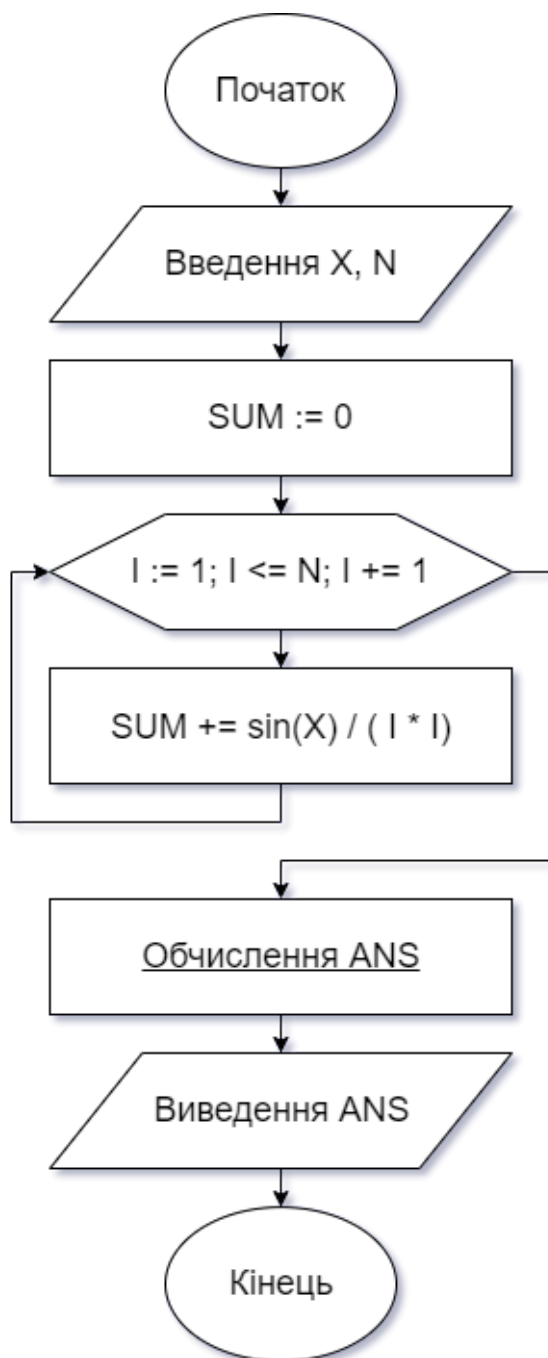 Початок
Введення X, N
SUM := 0
I := 1; I <= N; I += 1
SUM += sin(X) / ( I * I)
Обчислення ANS
Виведення ANS
Кінець